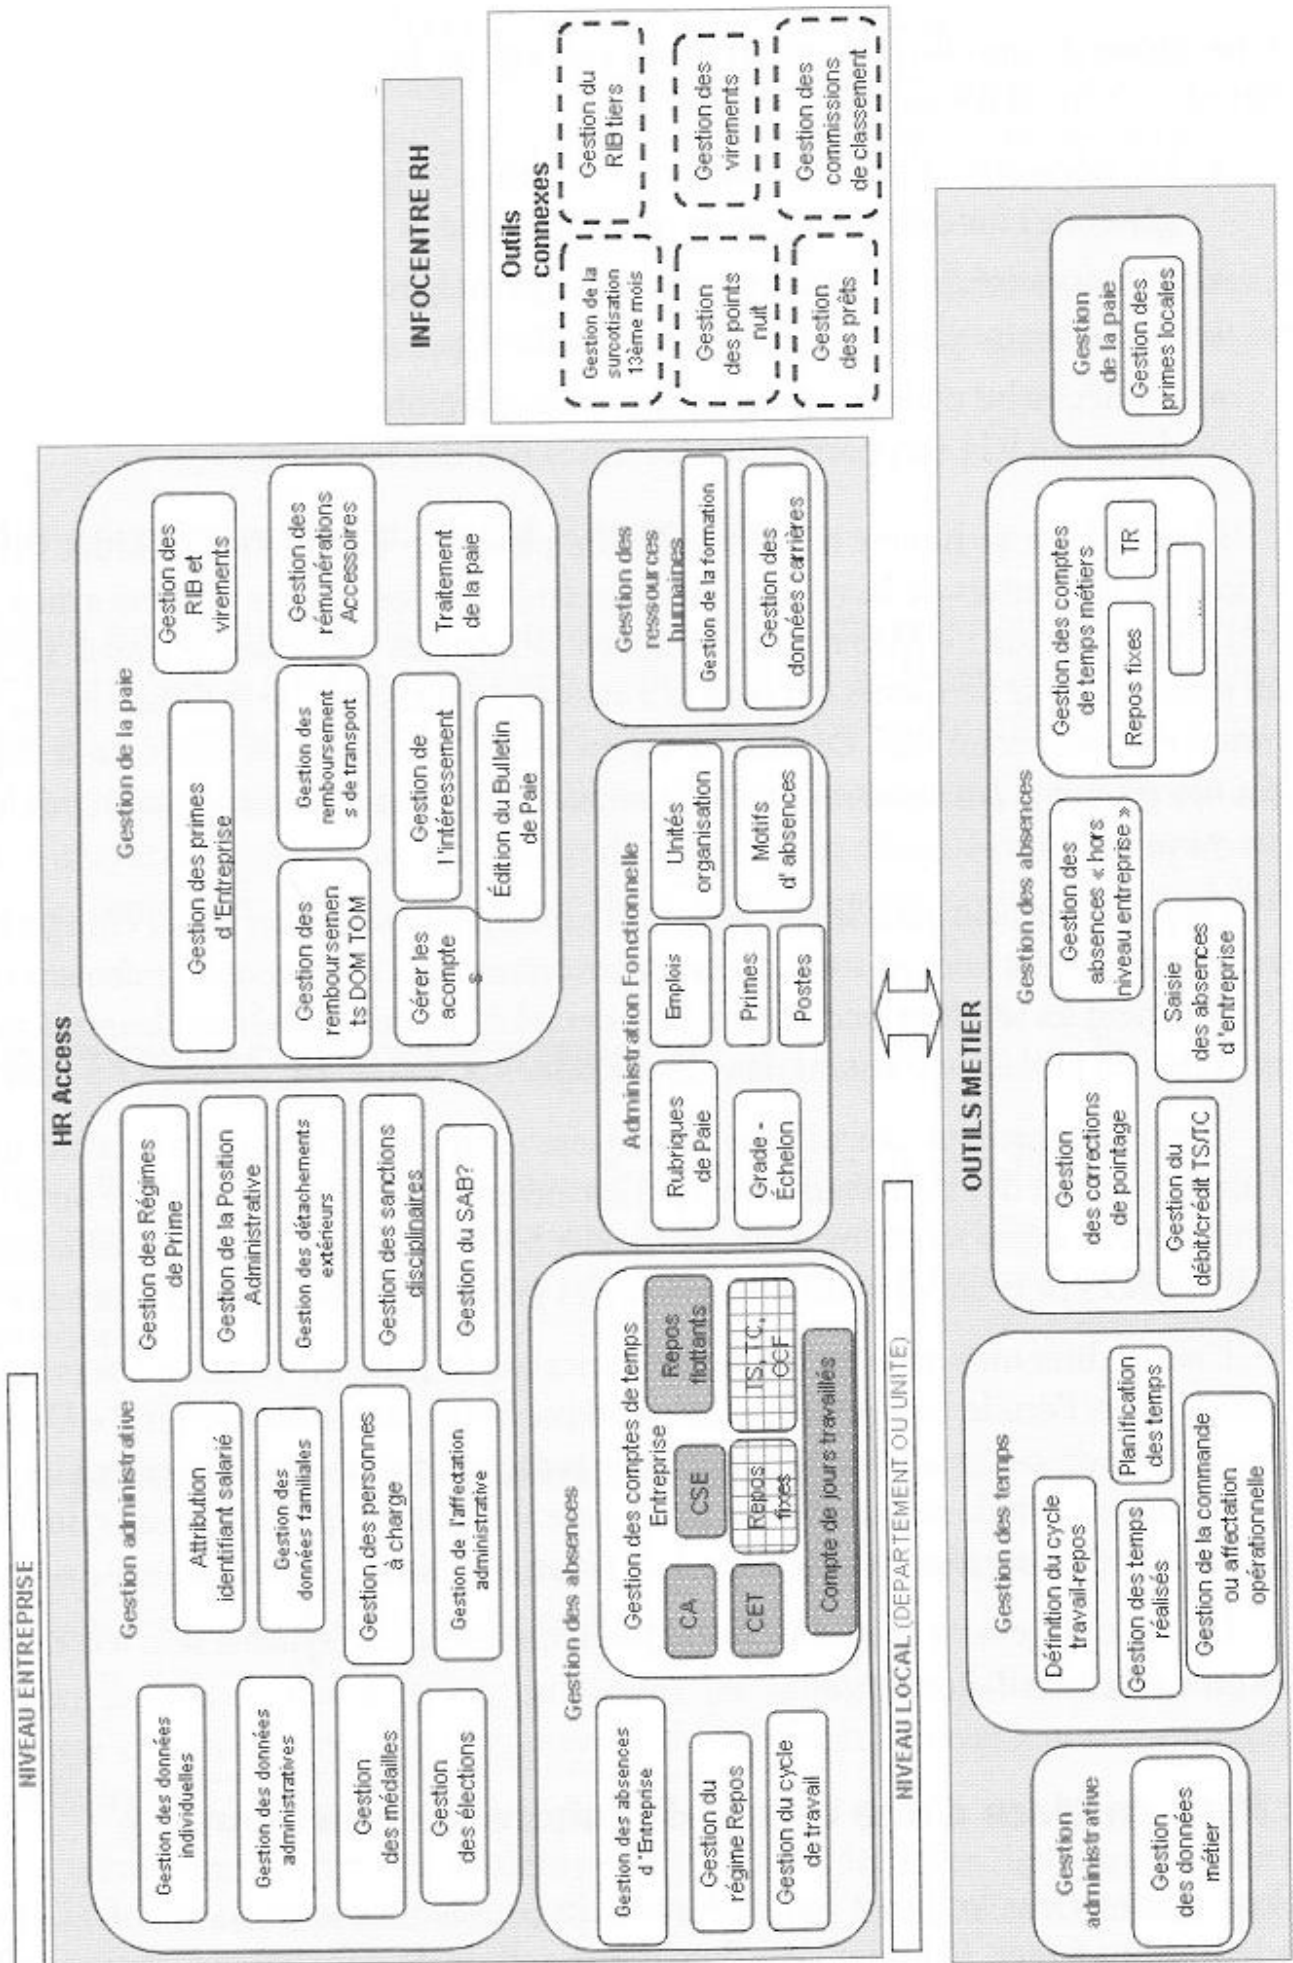 NIVEAU ENTREPRISE
HR Access
Gestion administrative
Gestion des données
individuelles
Gestion des données
administratives
Gestion
des médailles
Gestion
des élections
Attribution
identifiant salarié
Gestion des
données familiales
Gestion des personnes
à charge
Gestion de l'affectation
administrative
Gestion des Régimes
de Prime
Gestion de la Position
Administrative
Gestion des détachements
extérieurs
Gestion des sanctions
disciplinaires
Gestion du SAB?
Gestion de la paie
Gestion des primes
d'Entreprise
Gestion des
RIB et
virements
Gestion des
remboursemen
ts DOM TOM
Gestion des
remboursement
s de transport
Gestion des
rémunérations
Accessoires
Gérer les
acompte
s
Gestion de
l'intéressement
Traitement
de la paie
Édition du Bulletin
de Paie
Gestion des absences
Gestion des absences
d'Entreprise
Gestion du
régime Repos
Gestion du cycle
de travail
Gestion des comptes de temps
Entreprise
CA
CSE
Repos
flottants
CET
Repos
fixes
TS, TC,
Compte de jours travaillés
Administration Fonctionnelle
Rubriques
de Paie
Emplois
Unités
organisation
Grade -
Échelon
Primes
Postes
Motifs
d'absences
Gestion des
ressources
humaines
Gestion de la formation
Gestion des
données carrières
INFOCENTRE RH
Outils
connexes
Gestion de la
surcotisation
13ème mois
Gestion du
RIB tiers
Gestion
des points
nuit
Gestion des
virements
Gestion
des prêts
Gestion des
commissions
de classement
NIVEAU LOCAL (DEPARTEMENT OU UNITE)
OUTILS METIER
Gestion
administrative
Gestion
des données
métier
Gestion des temps
Définition du cycle
travail-repos
Gestion des temps
réalisés
Planification
des temps
Gestion de la commande
ou affectation
opérationnelle
Gestion des absences
Gestion
des corrections
de pointage
Gestion du
débit/crédit TS/TC
Gestion des
absences « hors
niveau entreprise »
Saisie
des absences
d'entreprise
Gestion des comptes
de temps métiers
Repos fixes
TR
...
Gestion
de la paie
Gestion des
primes locales